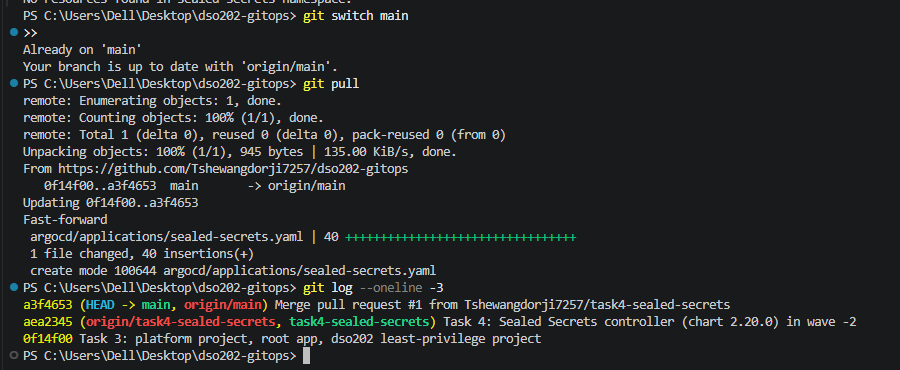 No resources found in sealed-secrets namespace.
PS C:\Users\Dell\Desktop\dso202-gitops> git switch main
>>
Already on 'main'
Your branch is up to date with 'origin/main'.
PS C:\Users\Dell\Desktop\dso202-gitops> git pull
remote: Enumerating objects: 1, done.
remote: Counting objects: 100% (1/1), done.
remote: Total 1 (delta 0), reused 0 (delta 0), pack-reused 0 (from 0)
Unpacking objects: 100% (1/1), 945 bytes | 135.00 KiB/s, done.
From https://github.com/Tshewangdorji7257/dso202-gitops
   0f14f00..a3f4653  main       -> origin/main
Updating 0f14f00..a3f4653
Fast-forward
 argocd/applications/sealed-secrets.yaml | 40 +++++++++++++++++++++++++++++++++
 1 file changed, 40 insertions(+)
 create mode 100644 argocd/applications/sealed-secrets.yaml
PS C:\Users\Dell\Desktop\dso202-gitops> git log --oneline -3
a3f4653 (HEAD -> main, origin/main) Merge pull request #1 from Tshewangdorji7257/task4-sealed-secrets
aea2345 (origin/task4-sealed-secrets, task4-sealed-secrets) Task 4: Sealed Secrets controller (chart 2.20.0) in wave -2
0f14f00 Task 3: platform project, root app, dso202 least-privilege project
PS C:\Users\Dell\Desktop\dso202-gitops>